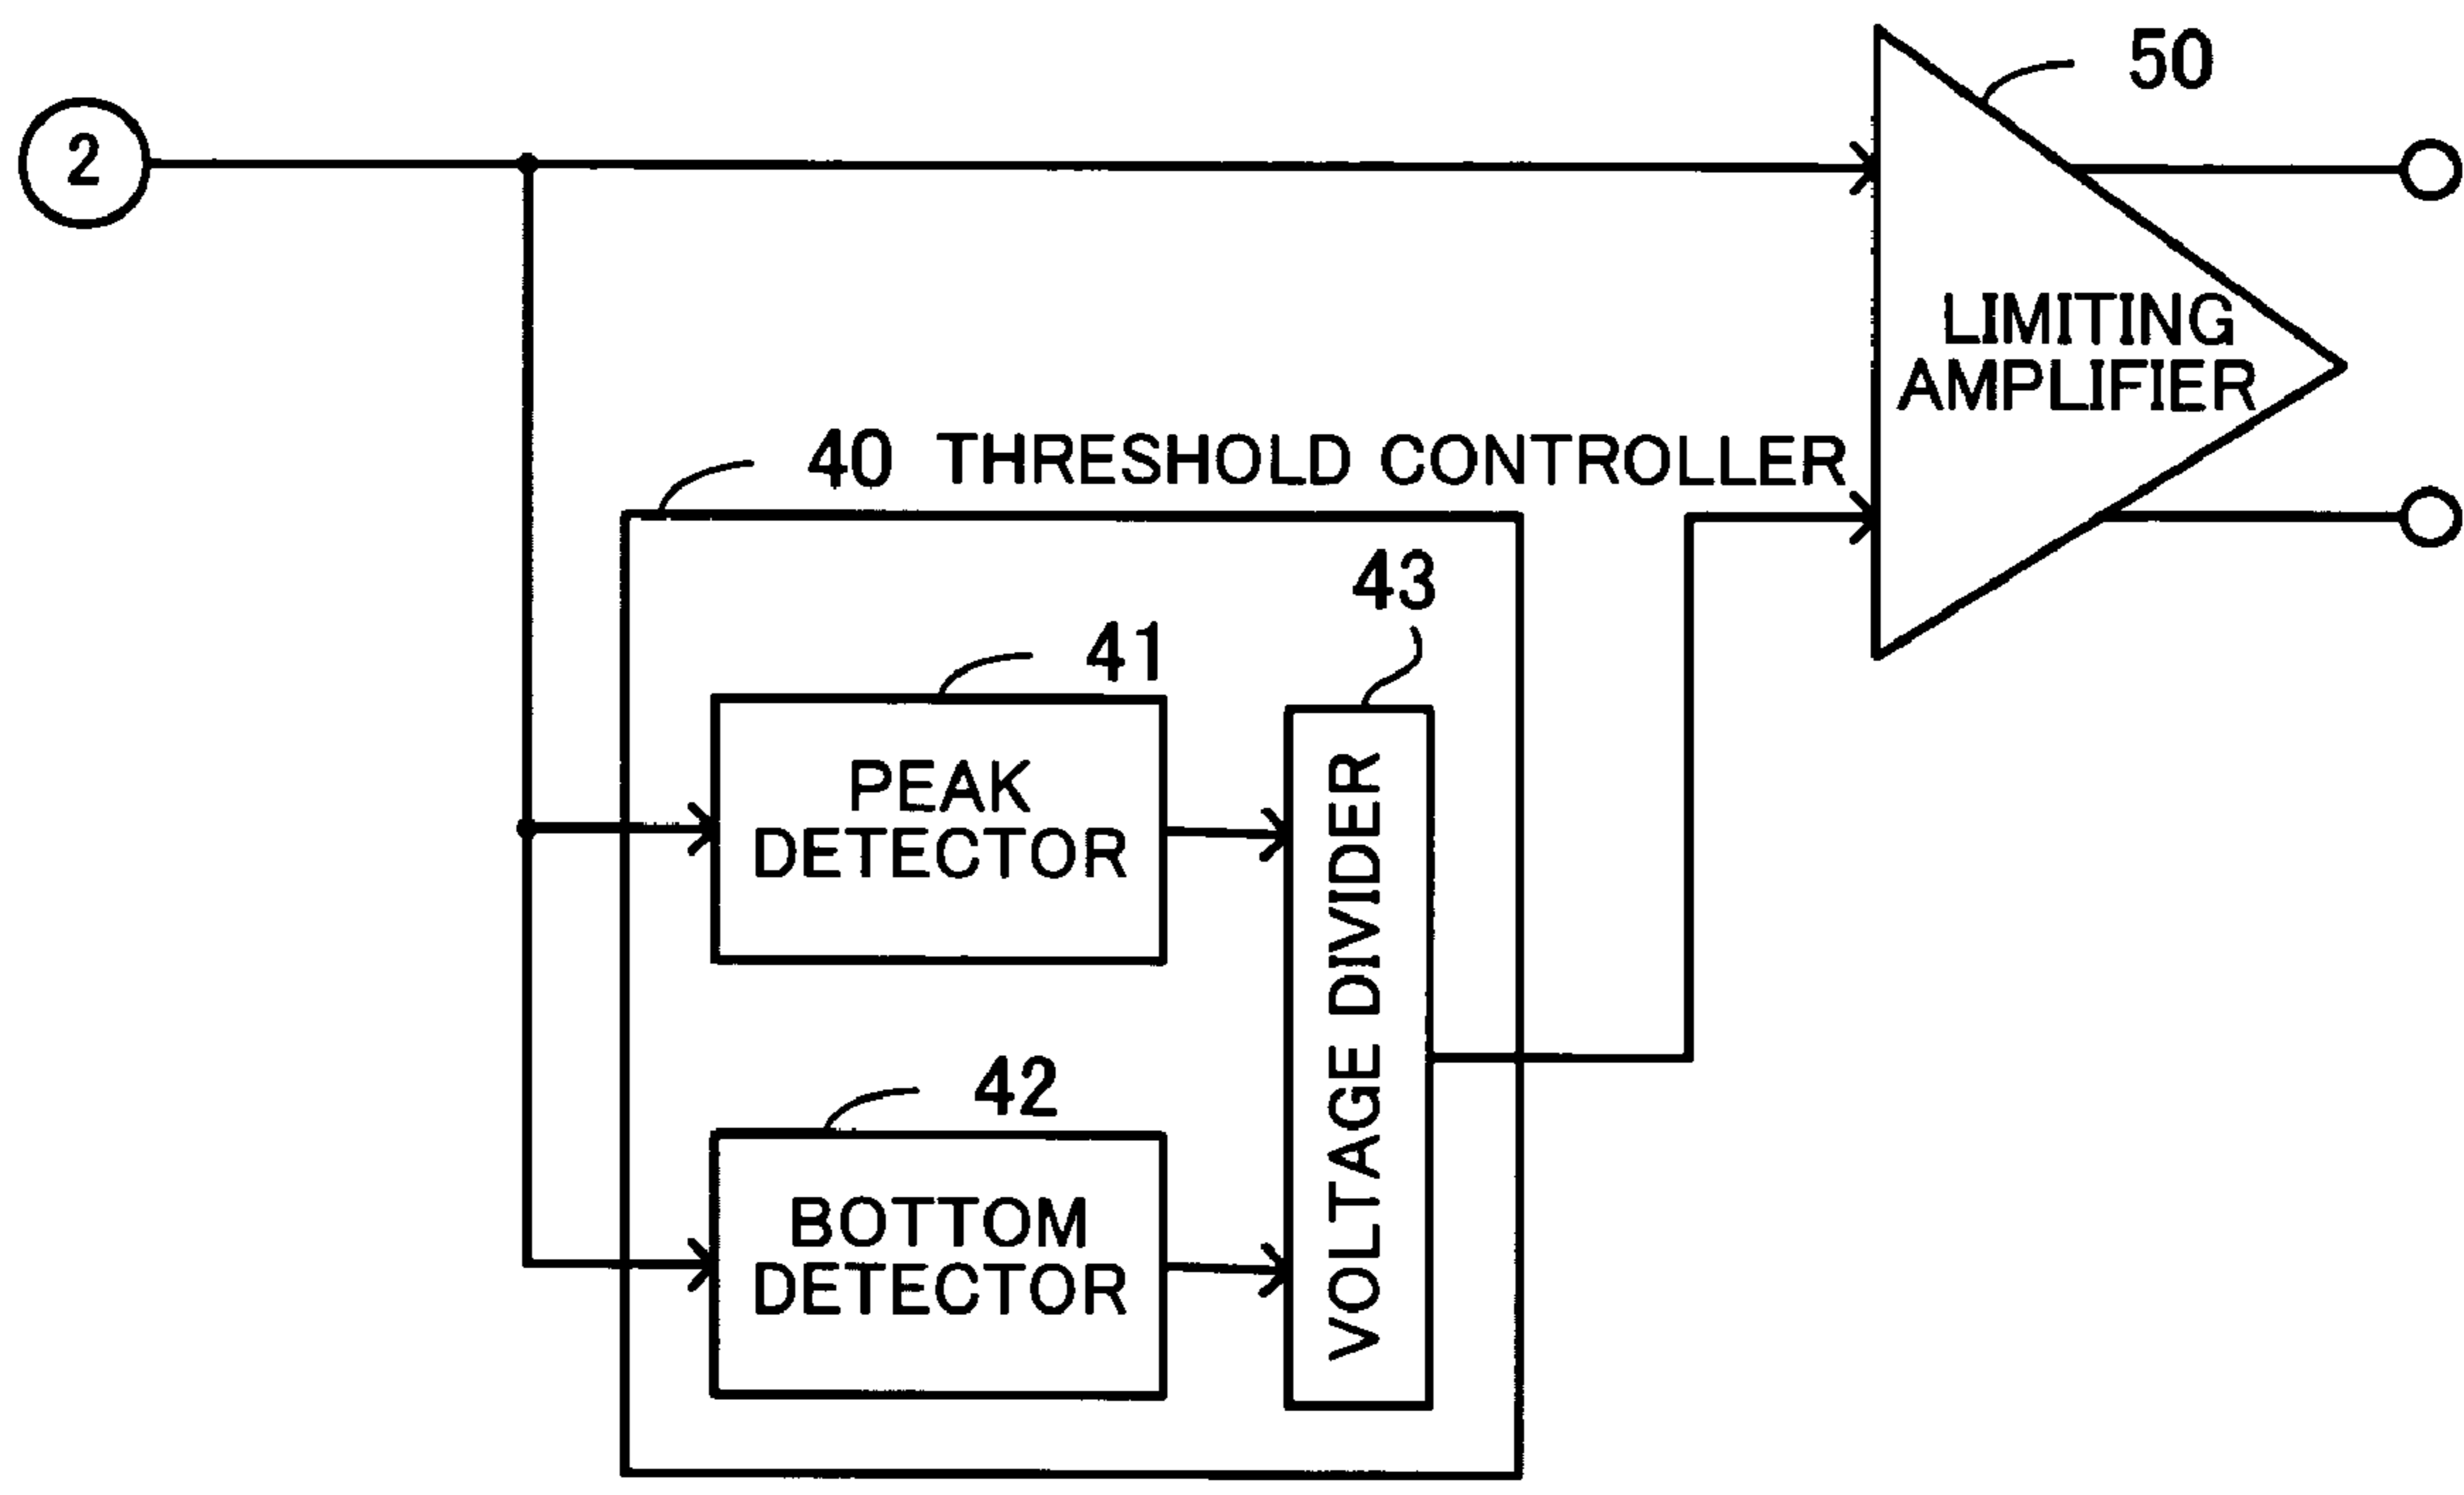 50
2
LIMITING
AMPLIFIER
40 THRESHOLD CONTROLLER
43
41
PEAK
DETECTOR
VOLTAGE DIVIDER
42
BOTTOM
DETECTOR